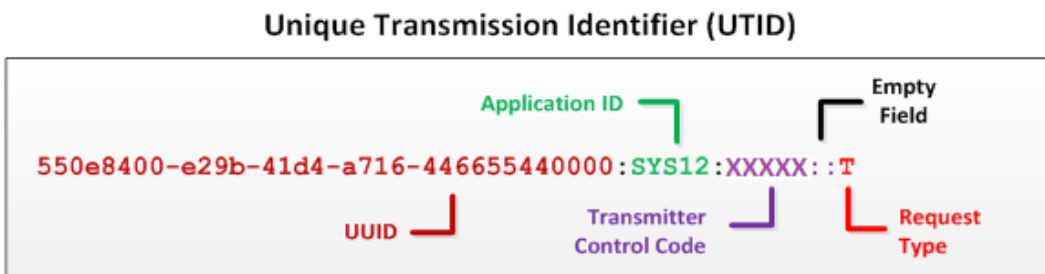 Unique Transmission Identifier (UTID)
Application ID
Empty
Field
550e8400-e29b-41d4-a716-446655440000:SYS12:XXXXX::T
UUID
Transmitter
Control Code
Request
Type